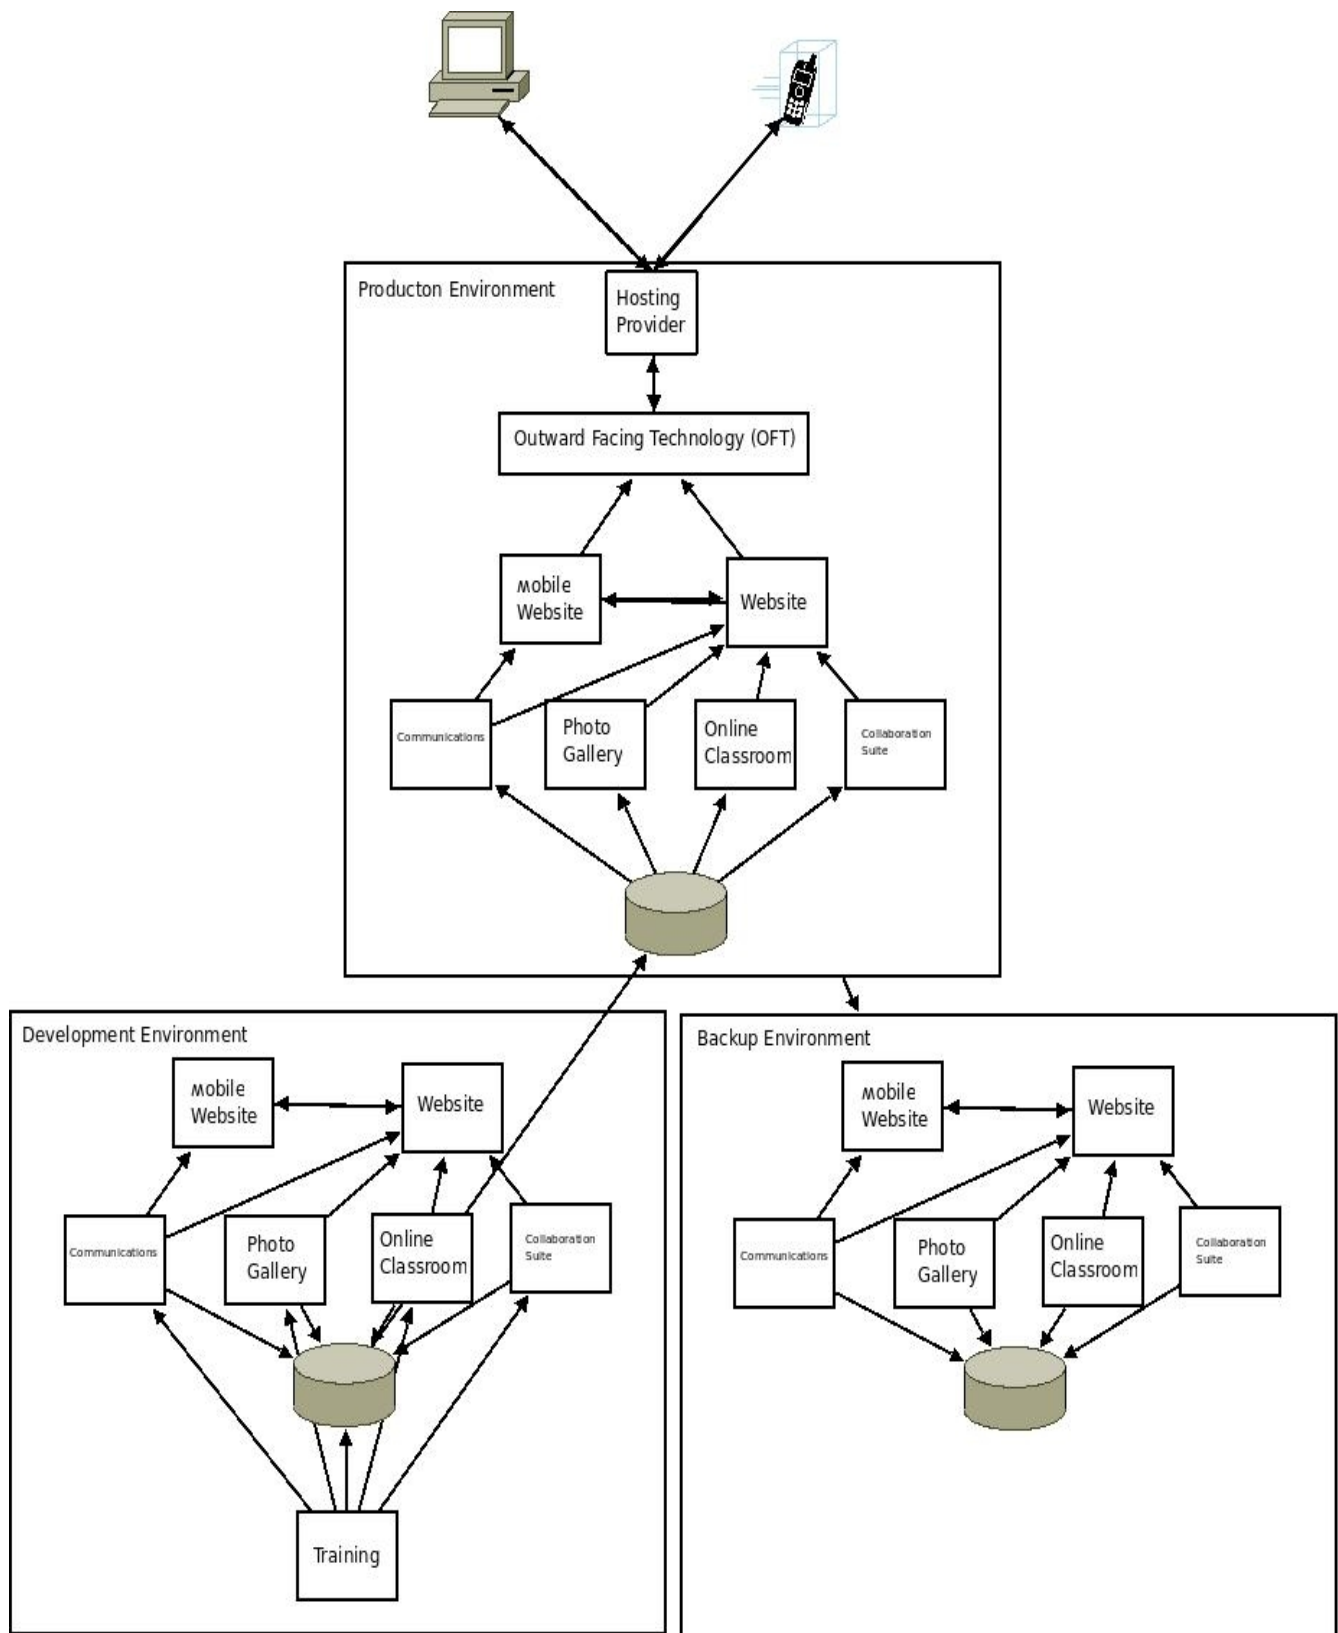 Producton Environment
Hosting
Provider
Outward Facing Technology (OFT)
Mobile
Website
Website
Communications
Photo
Gallery
Online
Classroom
Collaboration
Suite
Development Environment
Mobile
Website
Website
Communications
Photo
Gallery
Online
Classroom
Collaboration
Suite
Training
Backup Environment
Mobile
Website
Website
Communications
Photo
Gallery
Online
Classroom
Collaboration
Suite